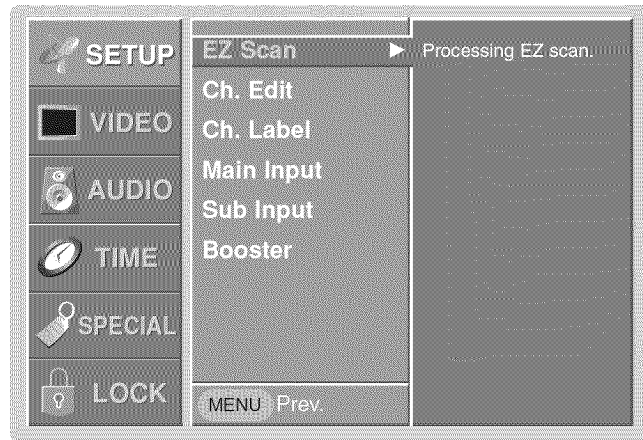 SETUP
VIDEO
AUDIO
TIME
SPECIAL
LOCK
EZ Scan
Ch. Edit
Ch. Label
Main Input
Sub Input
Booster
MENU Prev.
Processing EZ scan.